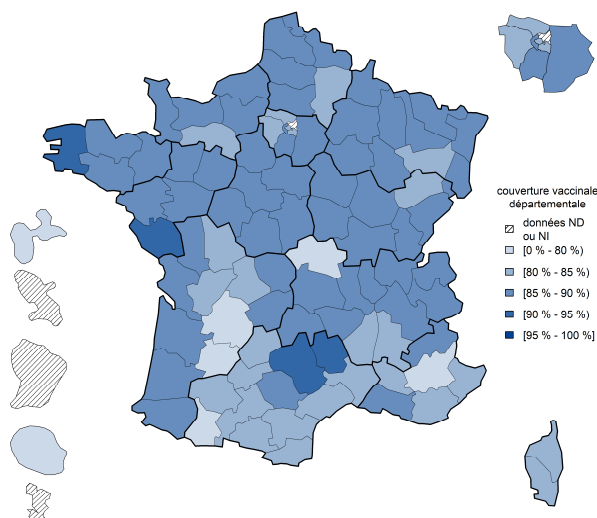 couverture vaccinale
départementale
données ND
ou NI
[0 % - 80 %)
[80 % - 85 %)
[85 % - 90 %)
[90 % - 95 %)
[95 % - 100 %]